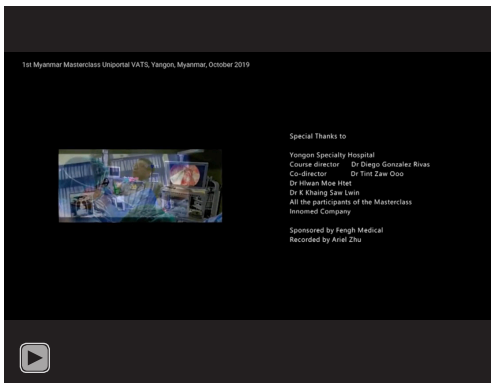 1st Myanmar Masterclass Uniportal VATS, Yangon, Myanmar, October 2019
Special Thanks to
Yongon Specialty Hospital
Course director Dr Diego Gonzalez Rivas
Co-director Dr Tint Zaw Ooo
Dr Hlwan Moe Htet
Dr K Khaing Saw Lwin
All the participants of the Masterclass
Innomed Company
Sponsored by Fengh Medical
Recorded by Ariel Zhu